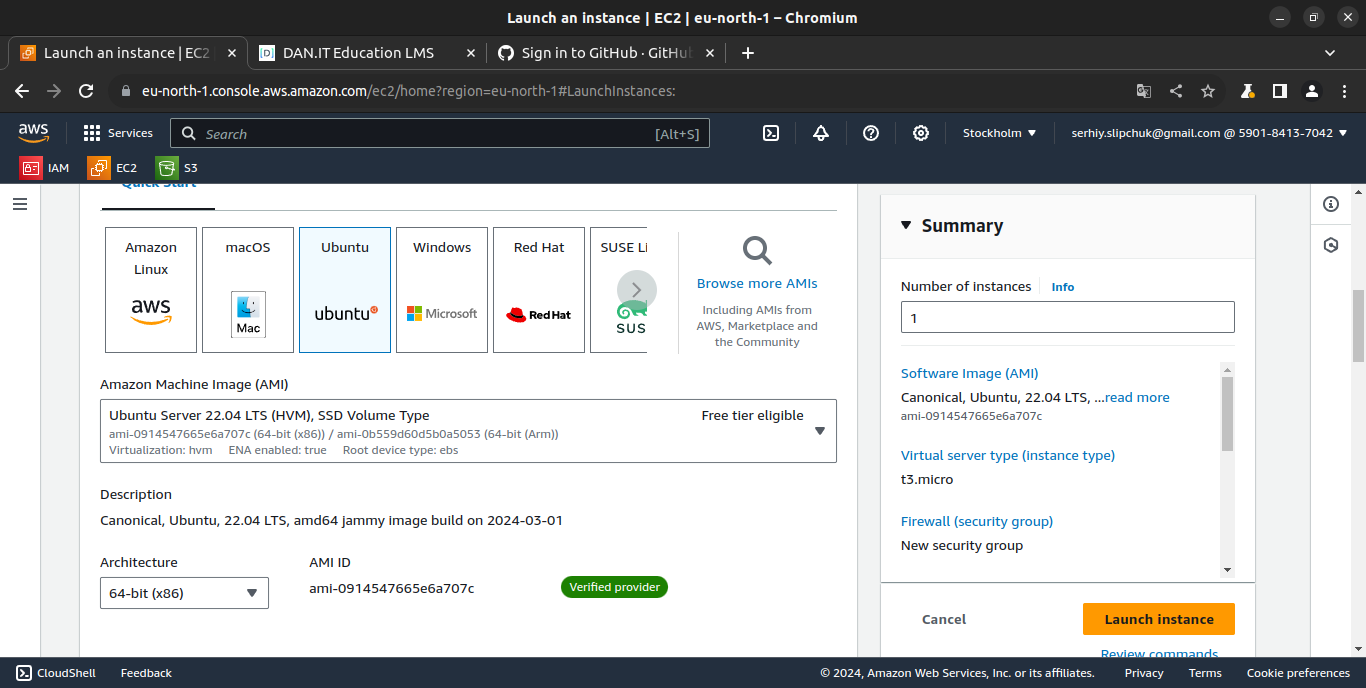 Launch an instance | EC2 | eu-north-1 – Chromium
Launch an instance | EC2
DAN.IT Education LMS
Sign in to GitHub · GitHub
eu-north-1.console.aws.amazon.com/ec2/home?region=eu-north-1#LaunchInstances:
aws
Services
Search
[Alt+S]
Stockholm
serhiy.slipchuk@gmail.com @ 5901-8413-7042
IAM
EC2
S3
Quick Start
Amazon
Linux
aws
macOS
Mac
Ubuntu
ubuntu
Windows
Microsoft
Red Hat
Red Hat
SUSE Li
SUS
Browse more AMIs
Including AMIs from
AWS, Marketplace and
the Community
Amazon Machine Image (AMI)
Ubuntu Server 22.04 LTS (HVM), SSD Volume Type
Free tier eligible
ami-0914547665e6a707c (64-bit (x86)) / ami-0b559d60d5b0a5053 (64-bit (Arm))
Virtualization: hvm ENA enabled: true Root device type: ebs
Description
Canonical, Ubuntu, 22.04 LTS, amd64 jammy image build on 2024-03-01
Architecture
AMI ID
64-bit (x86)
ami-0914547665e6a707c
Verified provider
Summary
Number of instances
Info
1
Software Image (AMI)
Canonical, Ubuntu, 22.04 LTS, ...read more
ami-0914547665e6a707c
Virtual server type (instance type)
t3.micro
Firewall (security group)
New security group
Cancel
Launch instance
Review commands
CloudShell
Feedback
© 2024, Amazon Web Services, Inc. or its affiliates.
Privacy
Terms
Cookie preferences